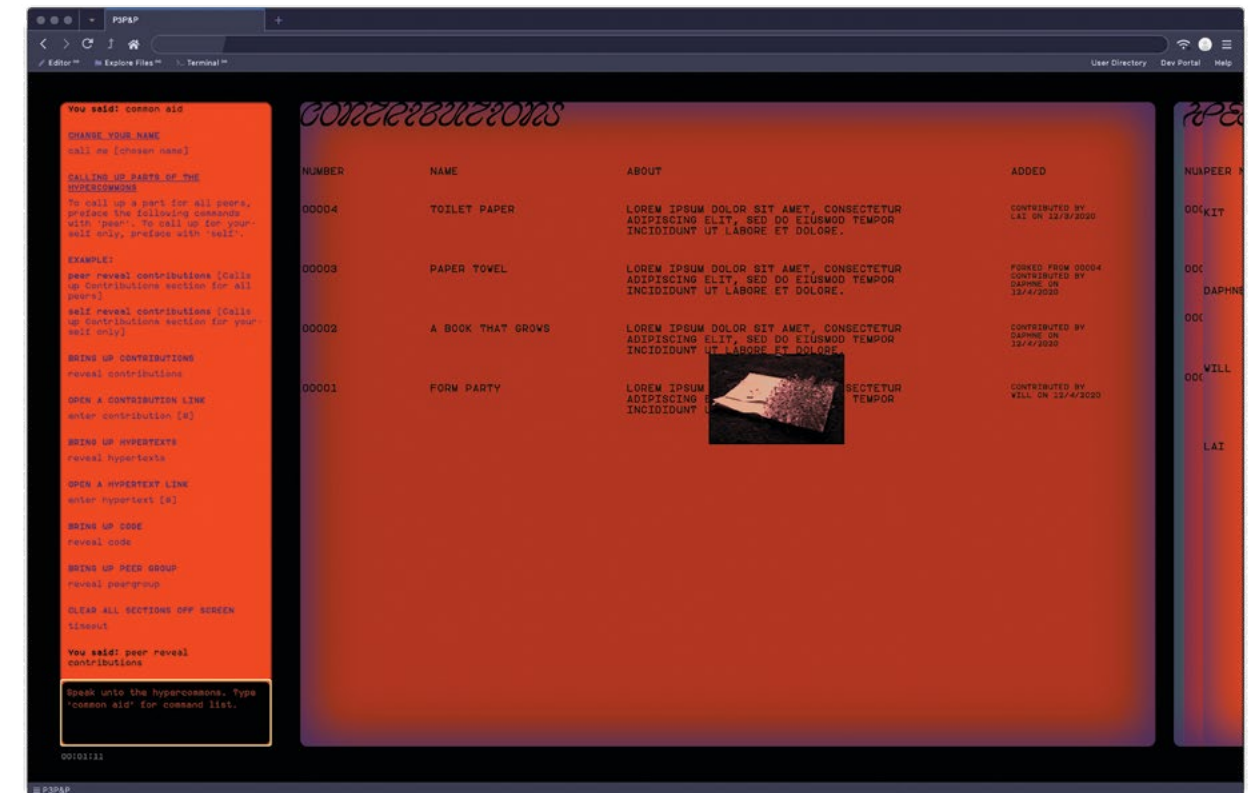 P3P&P
Editor
Explore Files
Terminal
User Directory Dev Portal Help
You said: common aid
CHANGE YOUR NAME
call me [chosen name]
CALLING UP PARTS OF THE
HYPERCOMMONS
To call up a part for all peers,
preface the following commands
with 'peer'. To call up for your-
self only, preface with 'self'.
EXAMPLE:
peer reveal contributions [Calls
up Contributions section for all
peers]
self reveal contributions [Calls
up Contributions section for your-
self only]
BRING UP CONTRIBUTIONS
reveal contributions
OPEN A CONTRIBUTION LINK
enter contribution [#]
BRING UP HYPERTEXTS
reveal hypertexts
OPEN A HYPERTEXT LINK
enter hypertext [#]
BRING UP CODE
reveal code
BRING UP PEER GROUP
reveal peergroup
CLEAR ALL SECTIONS OFF SCREEN
timeout
You said: peer reveal
contributions
Speak unto the hypercommons. Type
'common aid' for command list.
00:01:11
CONTRIBUTIONS
NUMBER NAME ABOUT ADDED
00004 TOILET PAPER
LOREM IPSUM DOLOR SIT AMET, CONSECTETUR
ADIPISCING ELIT, SED DO EIUSMOD TEMPOR
INCIDIDUNT UT LABORE ET DOLORE.
CONTRIBUTED BY
LAI ON 12/3/2020
00003 PAPER TOWEL
LOREM IPSUM DOLOR SIT AMET, CONSECTETUR
ADIPISCING ELIT, SED DO EIUSMOD TEMPOR
INCIDIDUNT UT LABORE ET DOLORE.
FORKED FROM 00004
CONTRIBUTED BY
DAPHNE ON
12/4/2020
00002 A BOOK THAT GROWS
LOREM IPSUM DOLOR SIT AMET, CONSECTETUR
ADIPISCING ELIT, SED DO EIUSMOD TEMPOR
INCIDIDUNT UT LABORE ET DOLORE.
CONTRIBUTED BY
DAPHNE ON
12/4/2020
00001 FORM PARTY
LOREM IPSUM SECTETUR
ADIPISCING TEMPOR
INCIDIDUNT
CONTRIBUTED BY
WILL ON 12/4/2020
PEER
KIT
DAPHNE
WILL
LAI
P3P&P